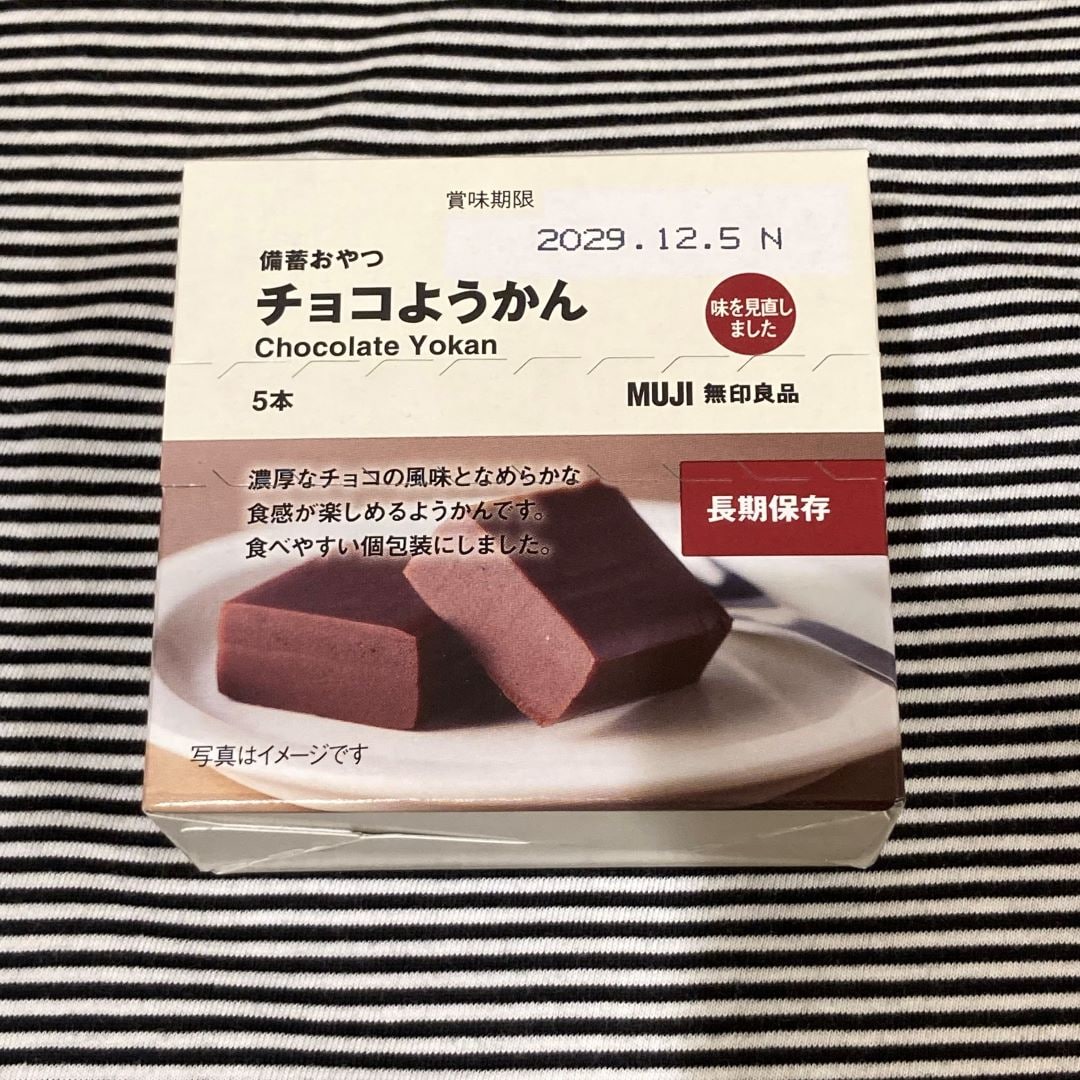 賞味期限
2029.12.5 N
備蓄おやつ
チョコようかん
Chocolate Yokan
味を見直し
ました
5本
MUJI 無印良品
濃厚なチョコの風味となめらかな
食感が楽しめるようかんです。
食べやすい個包装にしました。
長期保存
写真はイメージです